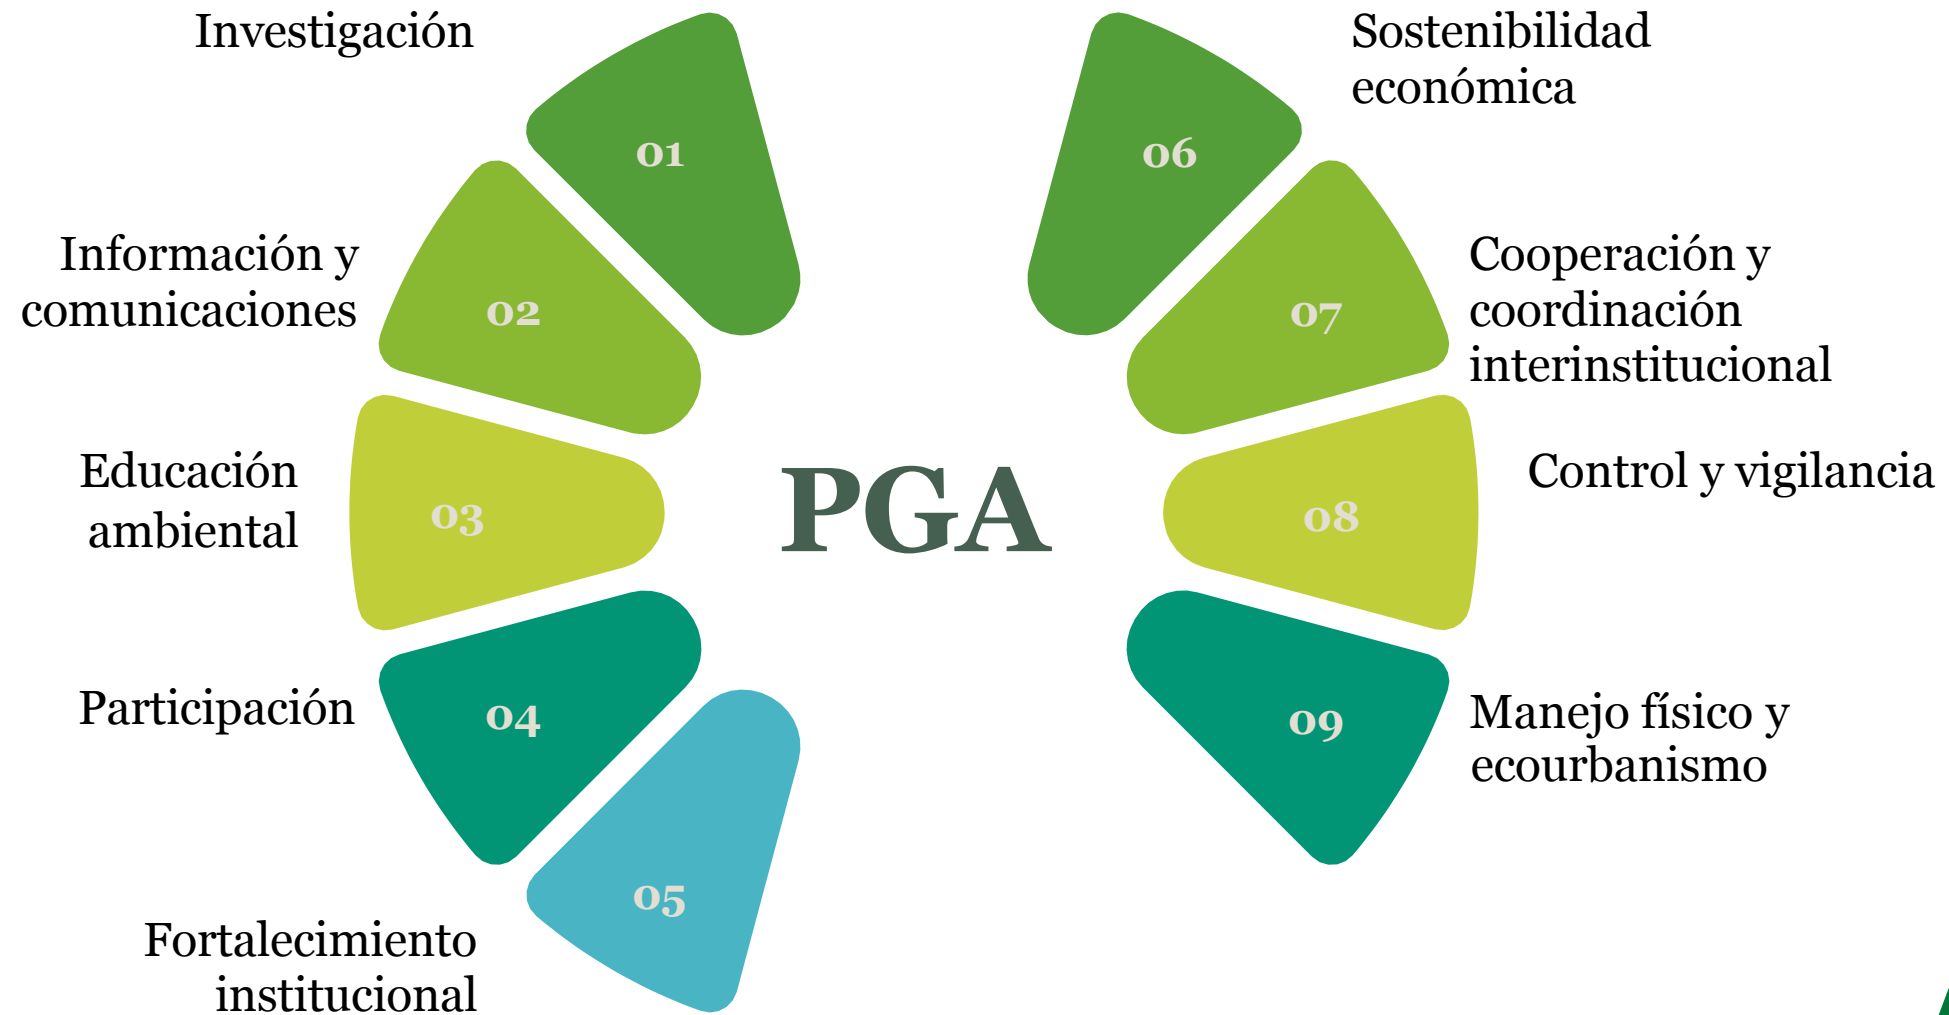 Investigación
01
Información y
comunicaciones
02
Educación
ambiental
03
Participación
04
Fortalecimiento
institucional
05
PGA
Sostenibilidad
económica
06
Cooperación y
coordinación
interinstitucional
07
Control y vigilancia
08
Manejo físico y
ecourbanismo
09